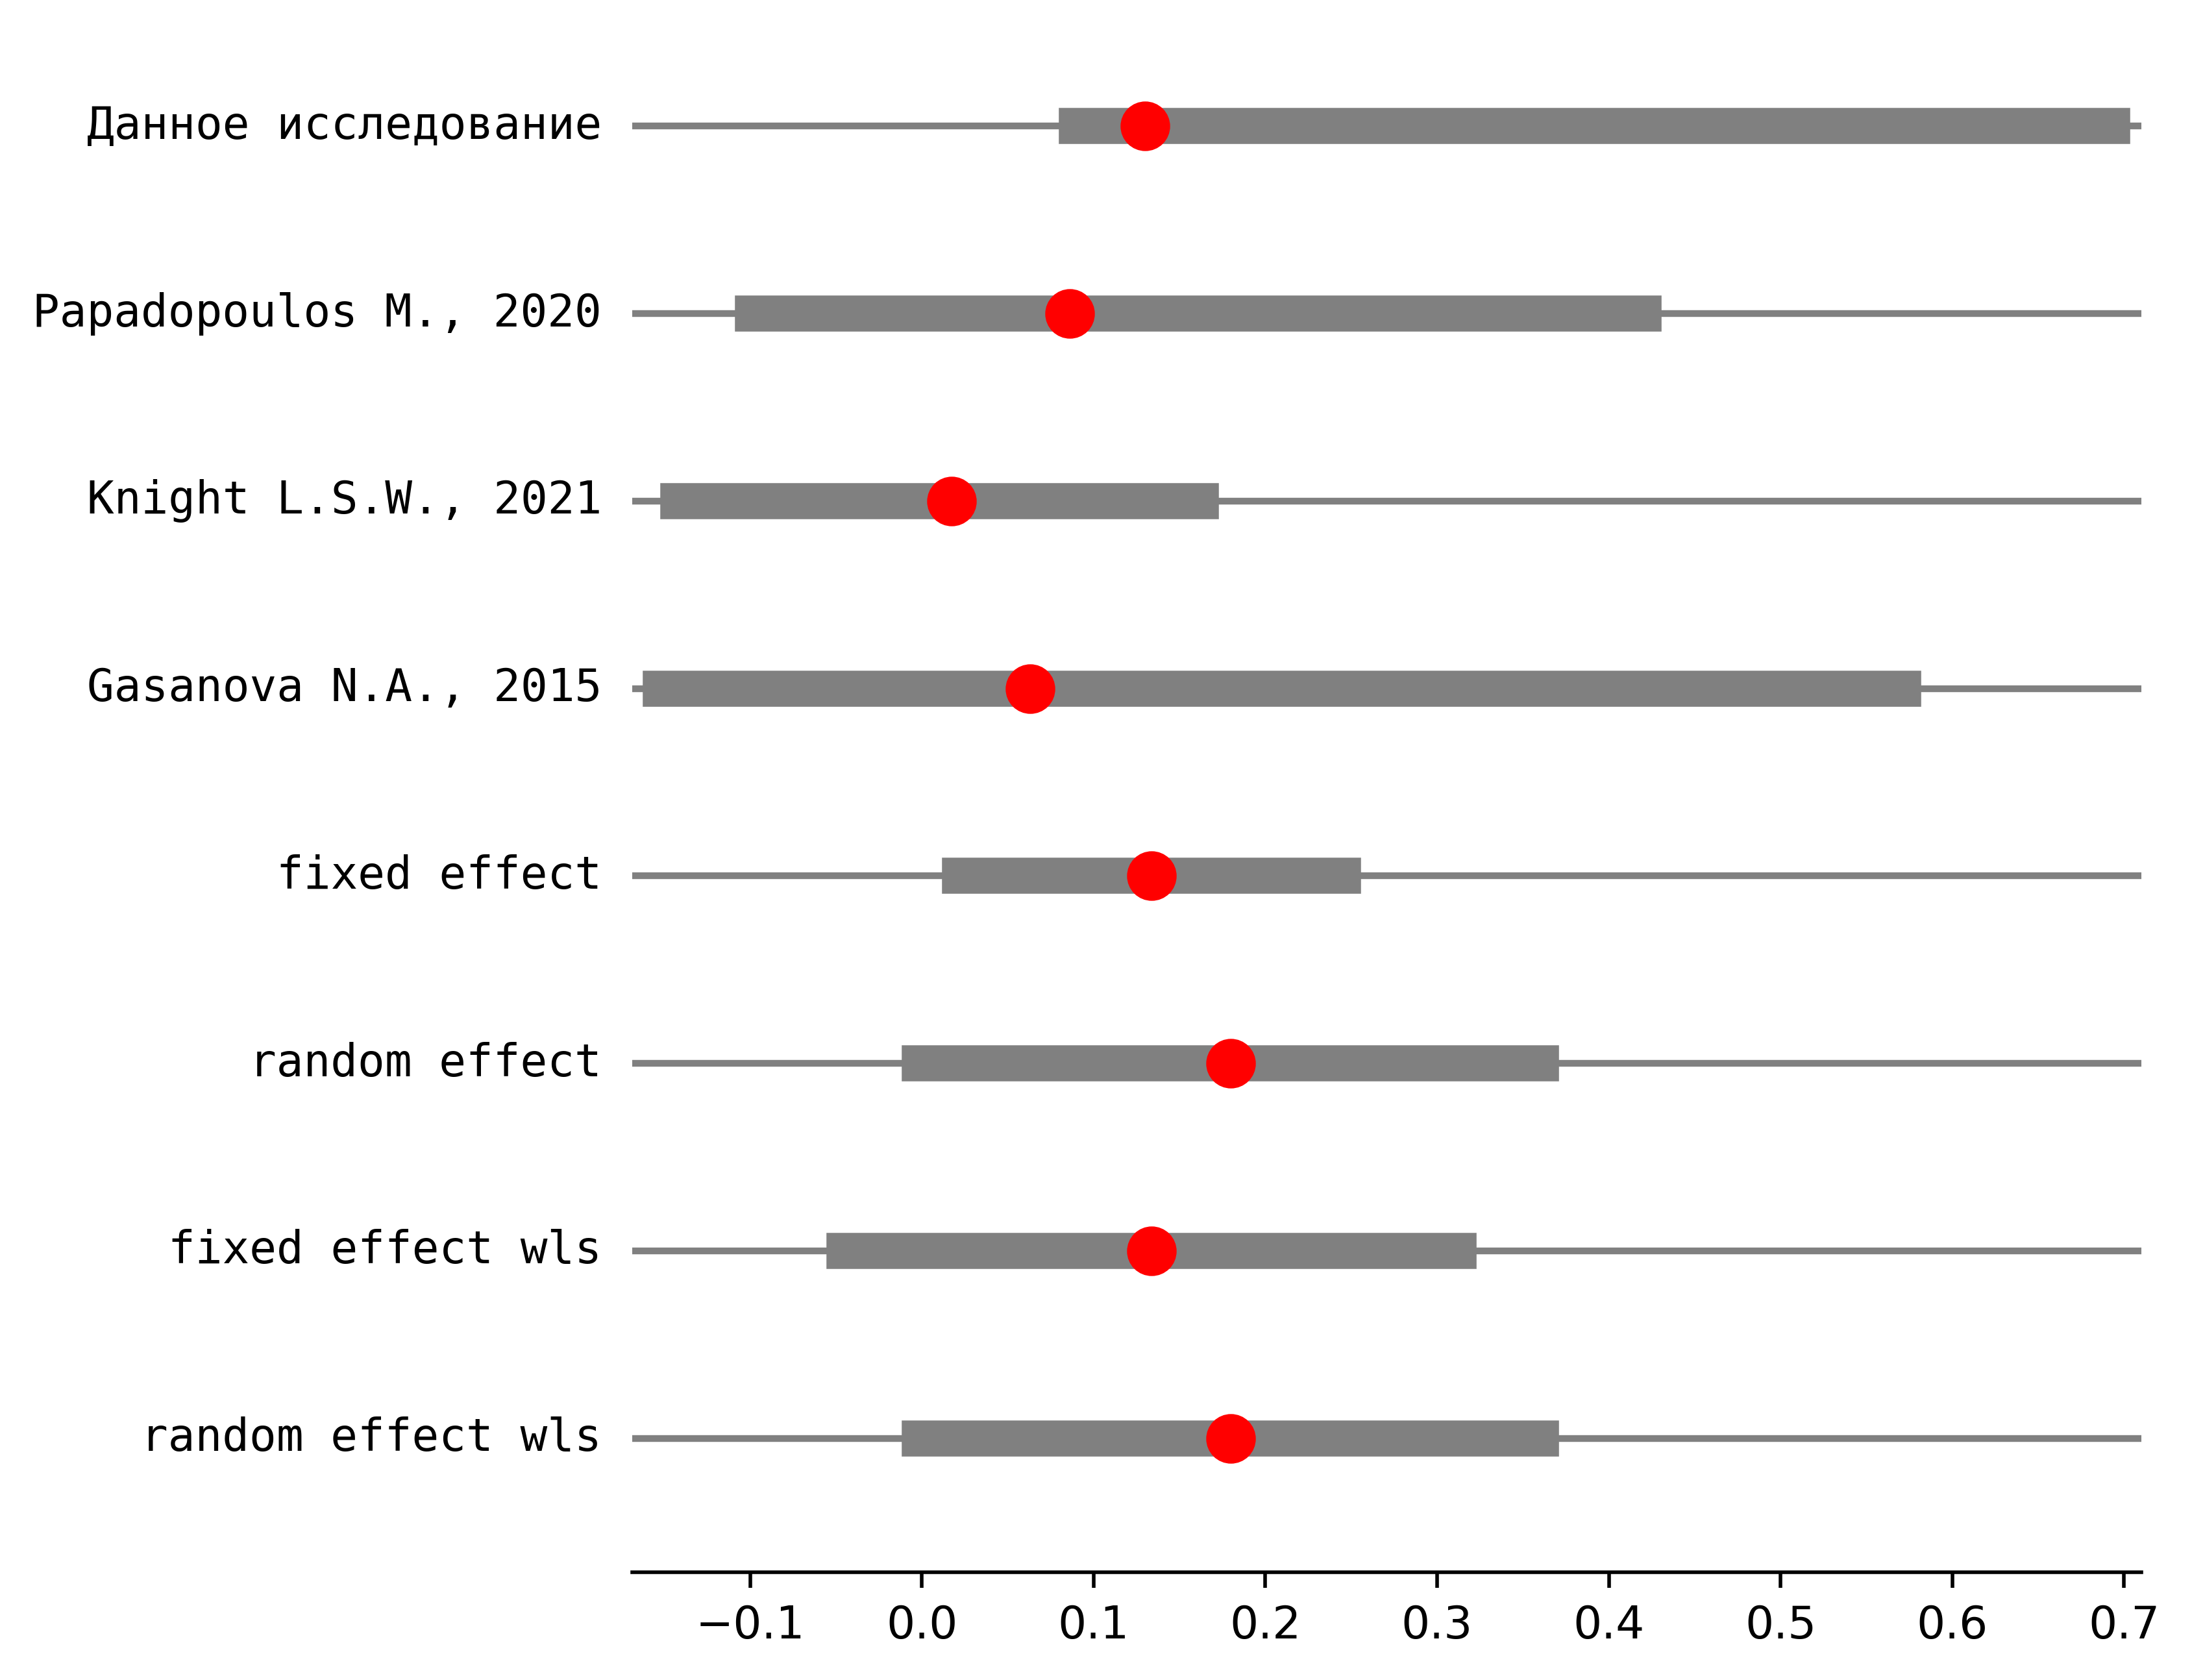 Данное исследование
Papadopoulos M., 2020
Knight L.S.W., 2021
Gasanova N.A., 2015
fixed effect
random effect
fixed effect wls
random effect wls
−0.1 0.0 0.1 0.2 0.3 0.4 0.5 0.6 0.7